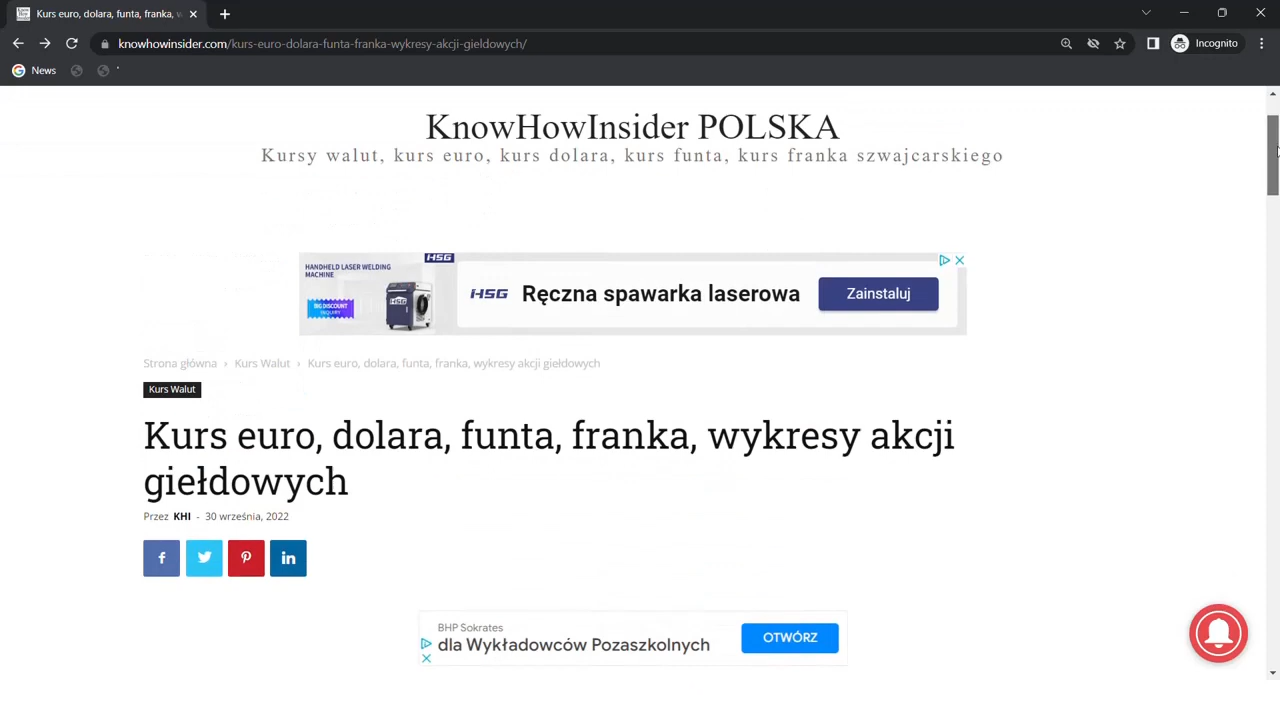 Kurs euro, dolara, funta, franka, w
knowhowinsider.com/kurs-euro-dolara-funta-franka-wykresy-akcji-gieldowych/
Incognito
News
KnowHowInsider POLSKA
Kursy walut, kurs euro, kurs dolara, kurs funta, kurs franka szwajcarskiego
HANDHELD LASER WELDING
MACHINE
HSG
BIG DISCOUNT
INQUIRY
HSG
HSG Ręczna spawarka laserowa
Zainstaluj
Strona główna › Kurs Walut › Kurs euro, dolara, funta, franka, wykresy akcji giełdowych
Kurs Walut
Kurs euro, dolara, funta, franka, wykresy akcji
giełdowych
Przez KHI - 30 września, 2022
BHP Sokrates
dla Wykładowców Pozaszkolnych
OTWÓRZ